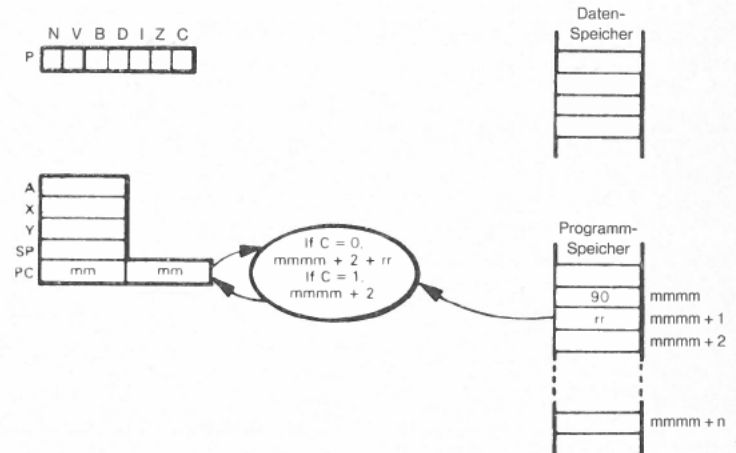 N V B D I Z C
P
Daten-
Speicher
A
X
Y
SP
PC mm mm
If C = 0,
mmmm + 2 + rr
If C = 1,
mmmm + 2
Programm-
Speicher
90 mmmm
rr mmmm + 1
mmmm + 2
mmmm + n